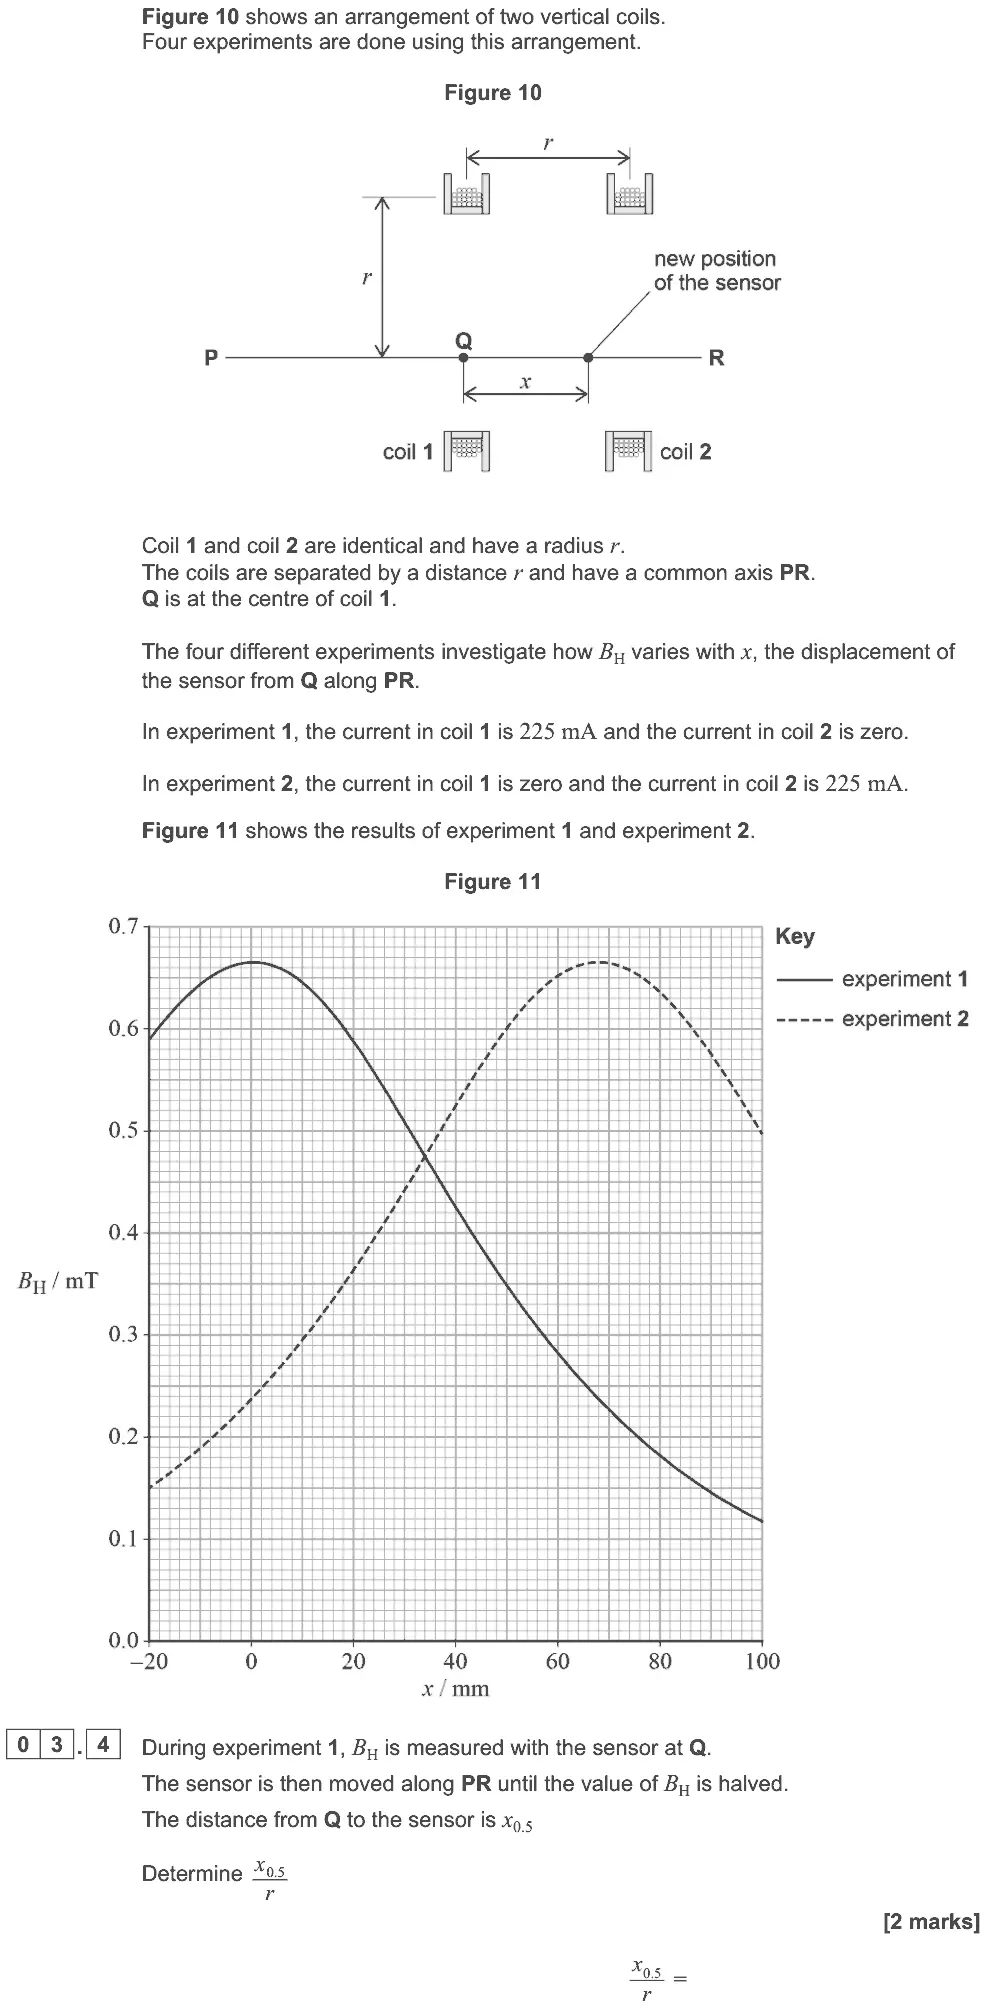 Figure 10 shows an arrangement of two vertical coils.
Four experiments are done using this arrangement.
Figure 10
r
r
new position
of the sensor
Q
P
R
x
coil 1
coil 2
Coil 1 and coil 2 are identical and have a radius r.
The coils are separated by a distance r and have a common axis PR.
Q is at the centre of coil 1.
The four different experiments investigate how B_H varies with x, the displacement of
the sensor from Q along PR.
In experiment 1, the current in coil 1 is 225 mA and the current in coil 2 is zero.
In experiment 2, the current in coil 1 is zero and the current in coil 2 is 225 mA.
Figure 11 shows the results of experiment 1 and experiment 2.
Figure 11
0.7
Key
experiment 1
0.6
experiment 2
0.5
0.4
B_H / mT
0.3
0.2
0.1
0.0
–20 0 20 40 60 80 100
x / mm
0 3 . 4 During experiment 1, B_H is measured with the sensor at Q.
The sensor is then moved along PR until the value of B_H is halved.
The distance from Q to the sensor is x_0.5
Determine x_0.5 / r
[2 marks]
x_0.5 / r =